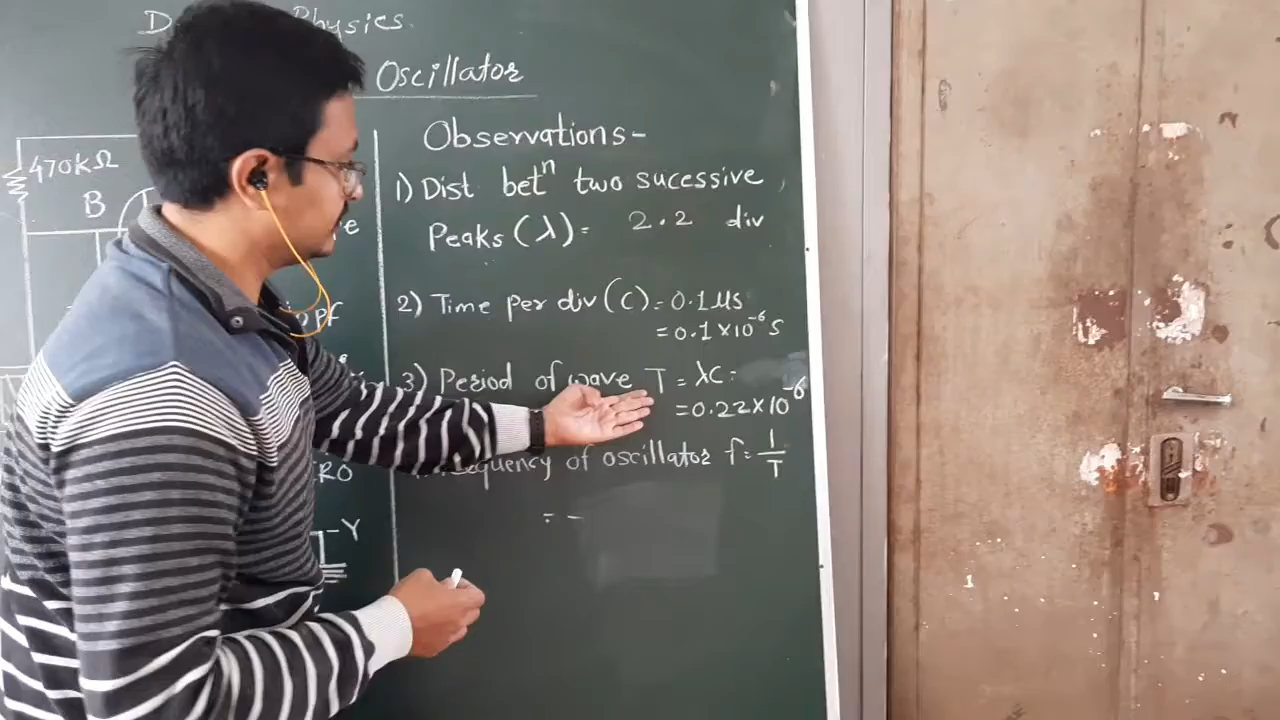 D Physics.
Oscillator
470kΩ
B
Observations-
1) Dist betⁿ two sucessive
Peaks (λ) = 2.2 div
2) Time Per div (C) = 0.1 μs
= 0.1×10⁻⁶ s
pf
3) Period of wave T = λC =
= 0.22×10⁻⁶
of oscillator f = 1/T
RO
-Y
= -